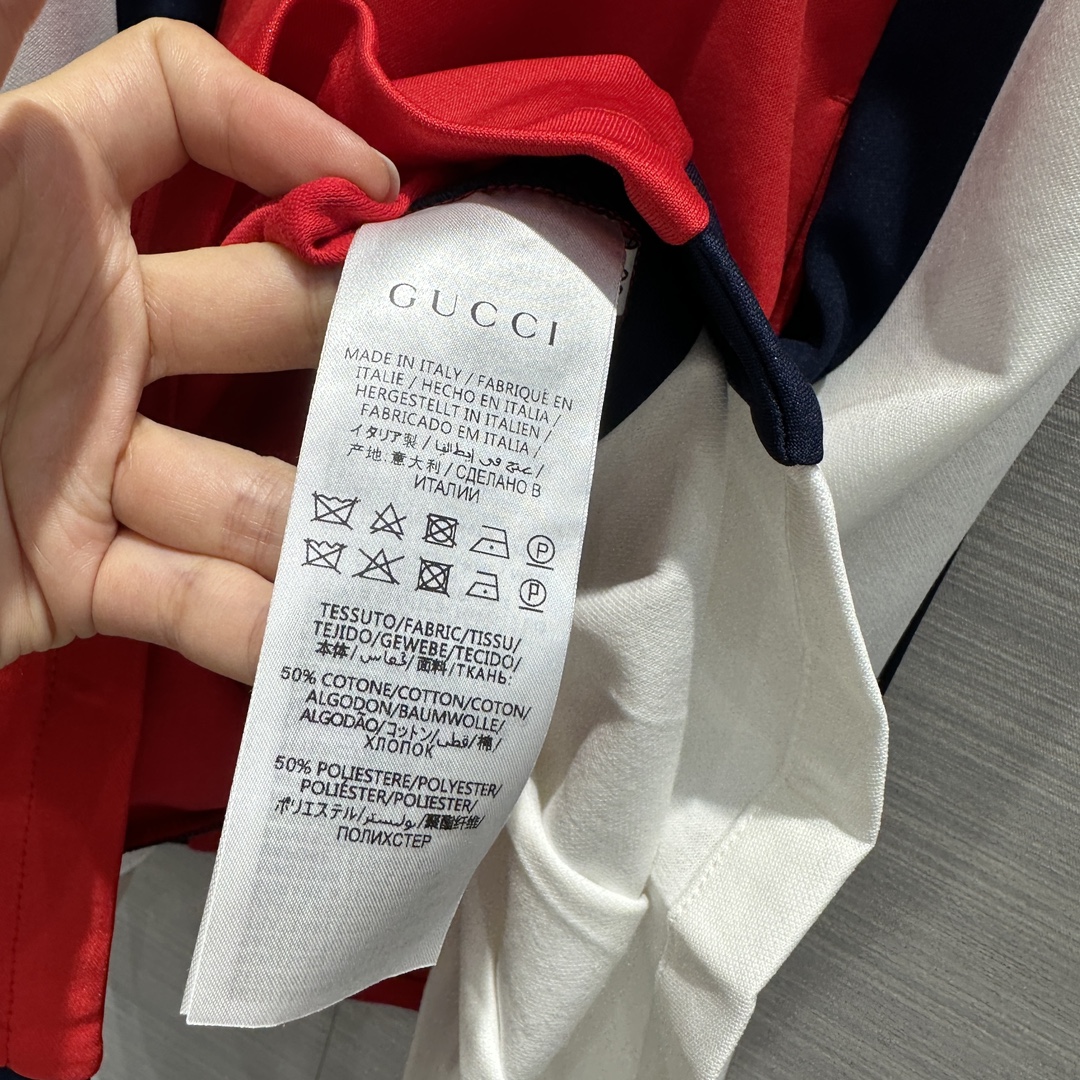 GUCCI
MADE IN ITALY / FABRIQUÉ EN
ITALIE / HECHO EN ITALIA /
HERGESTELLT IN ITALIEN /
FABRICADO EM ITALIA /
イタリア製 / صنع في إيطاليا /
产地: 意大利 / СДЕЛАНО В
ИТАЛИИ
P
P
TESSUTO/FABRIC/TISSU/
TEJIDO/GEWEBE/TECIDO/
本体/قماش/面料/ТКАНЬ:
50% COTONE/COTTON/COTON/
ALGODON/BAUMWOLLE/
ALGODÃO/コットン/قطن/棉/
ХЛОПОК
50% POLIESTERE/POLYESTER/
POLIÉSTER/POLIESTER/
ポリエステル/بوليستر/聚酯纤维/
ПОЛИХСТЕР